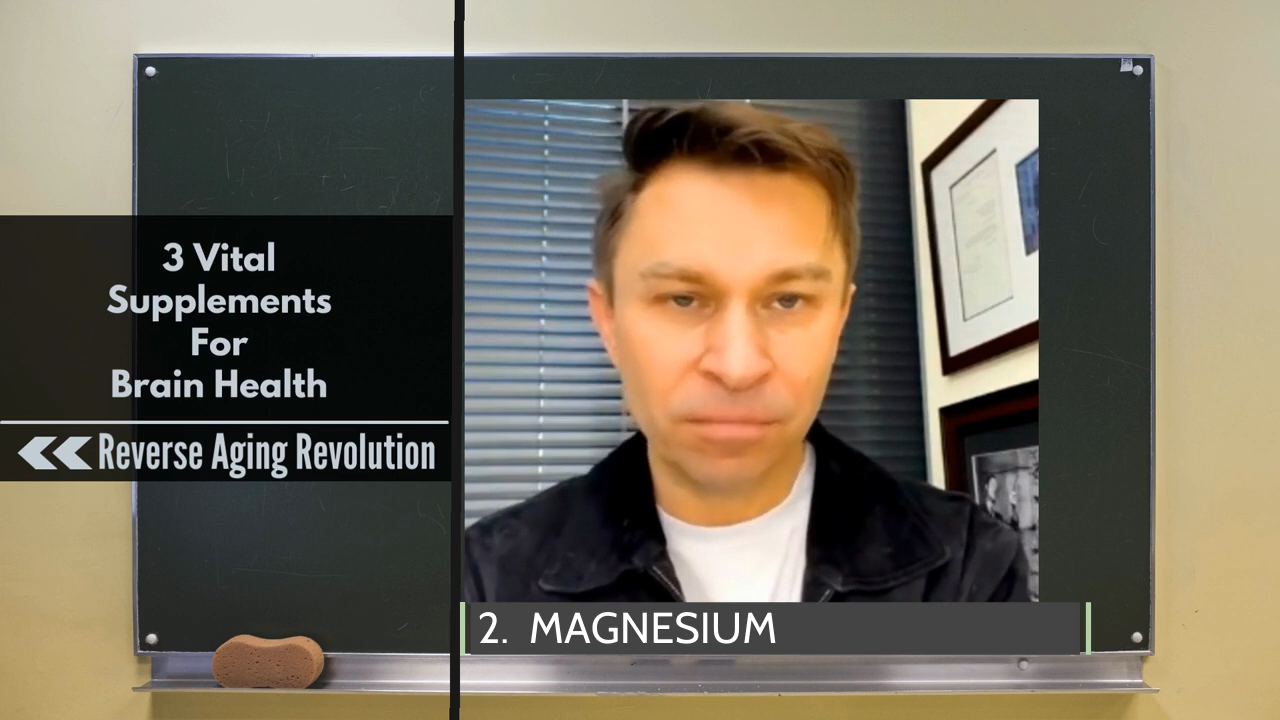 3 Vital
Supplements
For
Brain Health
Reverse Aging Revolution
2. MAGNESIUM